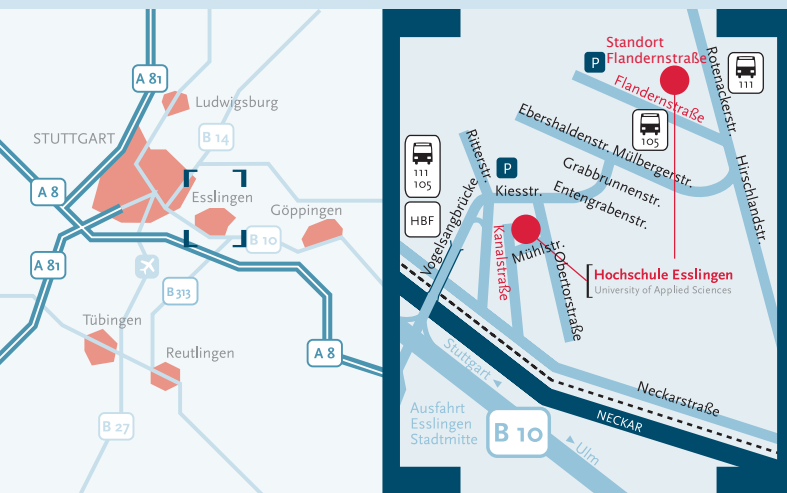 A 81
Ludwigsburg
STUTTGART
B 14
A 8
Esslingen
Göppingen
B 10
A 81
B 313
Tübingen
Reutlingen
A 8
B 27
Standort
Flandernstraße
P
Flandernstraße
Rotenackerstr.
111
Ebershaldenstr.
Mülbergerstr.
105
Ritterstr.
P
111
105
Kiesstr.
Grabbrunnenstr.
Entengrabenstr.
Hirschlandstr.
HBF
Vogelsangbrücke
Kanalstraße
Mühlstr.
Obertorstraße
Hochschule Esslingen
University of Applied Sciences
Stuttgart
Neckarstraße
NECKAR
Ausfahrt
Esslingen
Stadtmitte
B 10
Ulm